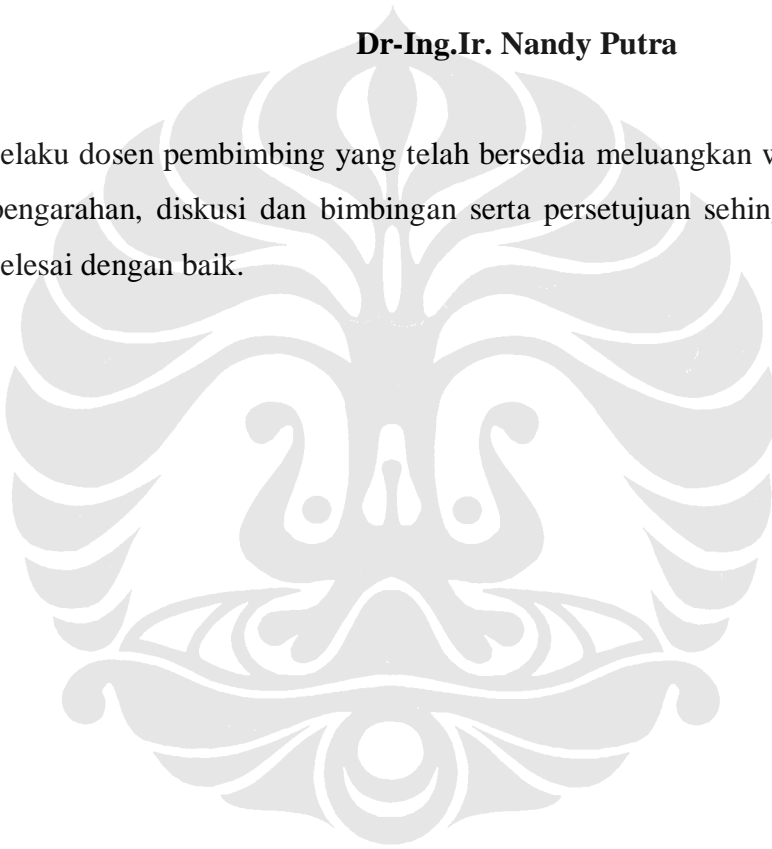 Dr-Ing.Ir. Nandy Putra
elaku dosen pembimbing yang telah bersedia meluangkan
pengarahan, diskusi dan bimbingan serta persetujuan
elesai dengan baik.